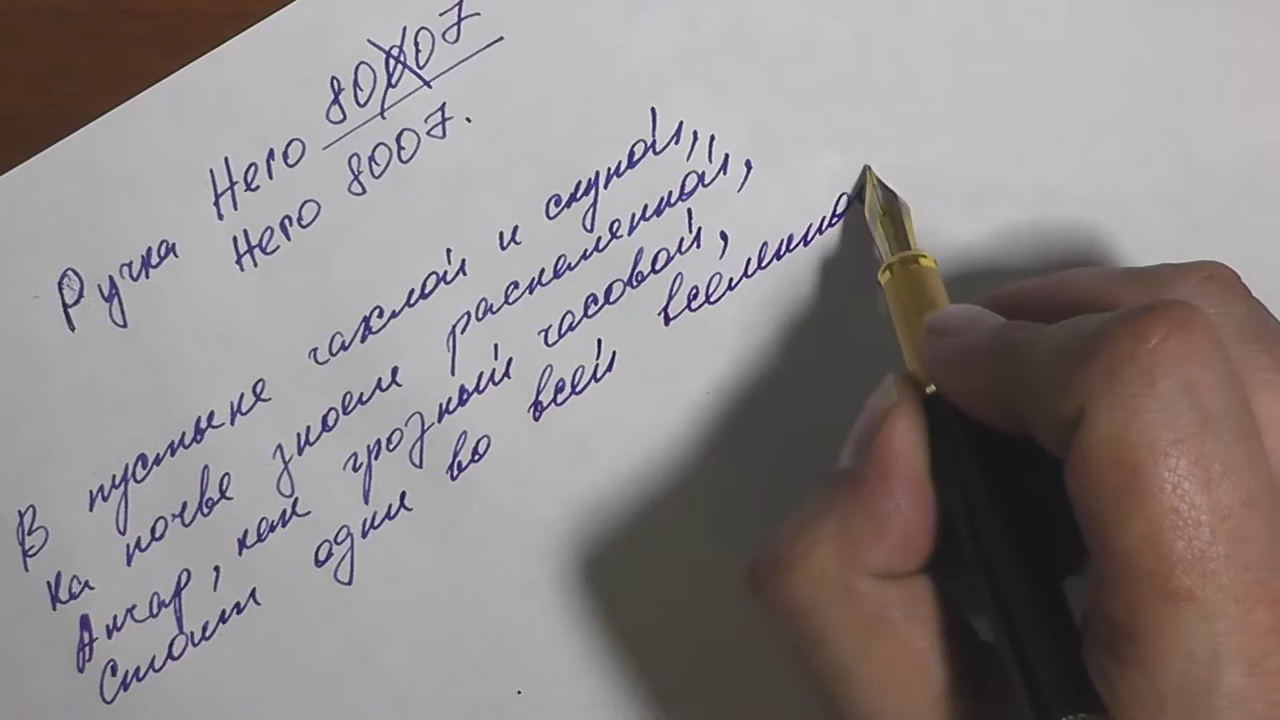 Ручка Hero 80007
Hero 8007.
В пустыне чахлой и скупой,
на почве зноем раскаленной,
Анчар, как грозный часовой,
Стоит один во всей вселенно